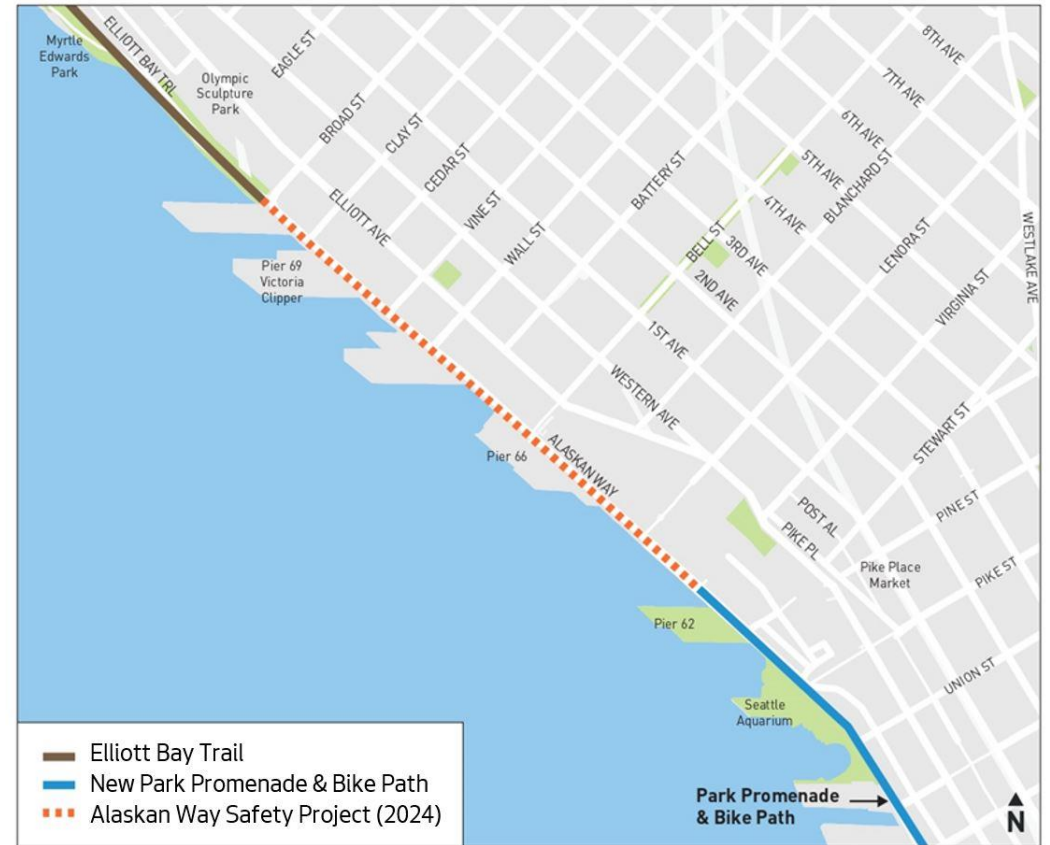 Myrtle
Edwards
Park
ELLIOTT BAY TRL
Olympic
Sculpture
Park
EAGLE ST
BROAD ST
CLAY ST
CEDAR ST
VINE ST
WALL ST
BATTERY ST
BELL ST
8TH AVE
7TH AVE
6TH AVE
5TH AVE
4TH AVE
3RD AVE
2ND AVE
1ST AVE
BLANCHARD ST
LENORA ST
VIRGINIA ST
WESTLAKE AVE
ELLIOTT AVE
WESTERN AVE
ALASKAN WAY
Pier 69
Victoria
Clipper
Pier 66
STEWART ST
PINE ST
PIKE ST
POST AL
PIKE PL
Pike Place
Market
UNION ST
Pier 62
Seattle
Aquarium
Park Promenade
& Bike Path
N
Elliott Bay Trail
New Park Promenade & Bike Path
Alaskan Way Safety Project (2024)